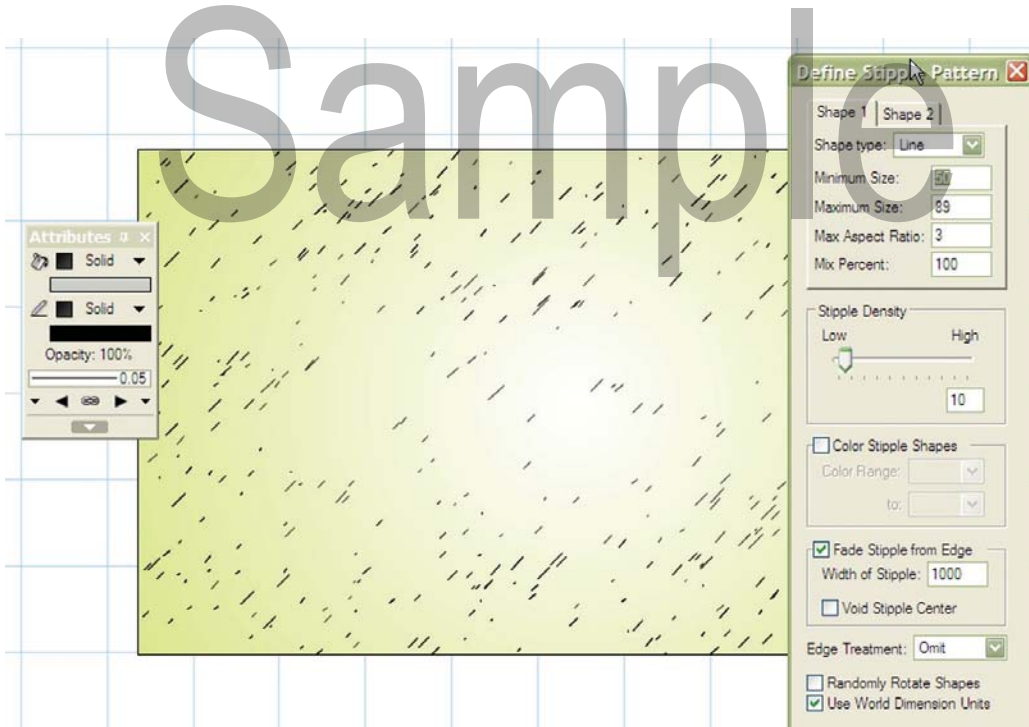 Sample
Define Stipple Pattern
Shape 1
Shape 2
Shape type: Line
Minimum Size: 50
Maximum Size: 89
Max Aspect Ratio: 3
Mix Percent: 100
Stipple Density
Low High
10
Color Stipple Shapes
Color Range:
to:
Fade Stipple from Edge
Width of Stipple: 1000
Void Stipple Center
Edge Treatment: Omit
Randomly Rotate Shapes
Use World Dimension Units
Attributes
Solid
Solid
Opacity: 100%
0.05